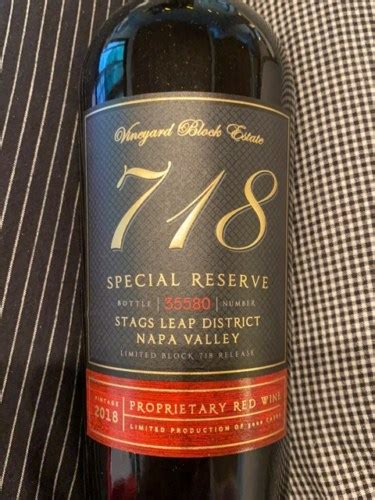 Vineyard Block Estate
718
SPECIAL RESERVE
BOTTLE | 35580 | NUMBER
STAGS LEAP DISTRICT
NAPA VALLEY
LIMITED BLOCK 718 RELEASE
VINTAGE
2018
PROPRIETARY RED WINE
LIMITED PRODUCTION OF CASES